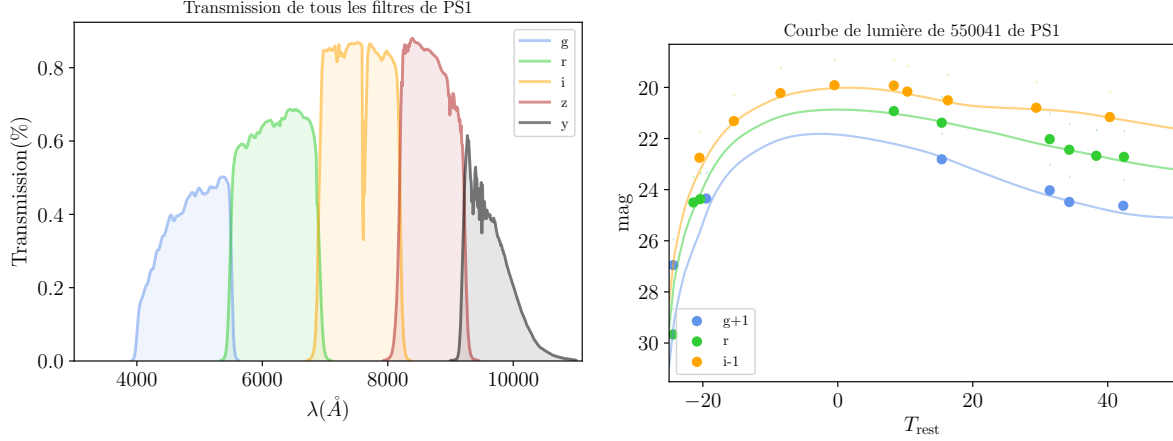 Transmission de tous les filtres de PS1
Transmission(%)
0.8
0.6
0.4
0.2
0.0
g
r
i
z
y
4000 6000 8000 10000
λ(Å)
Courbe de lumière de 550041 de PS1
mag
20
22
24
26
28
30
g+1
r
i-1
−20 0 20 40
T_rest